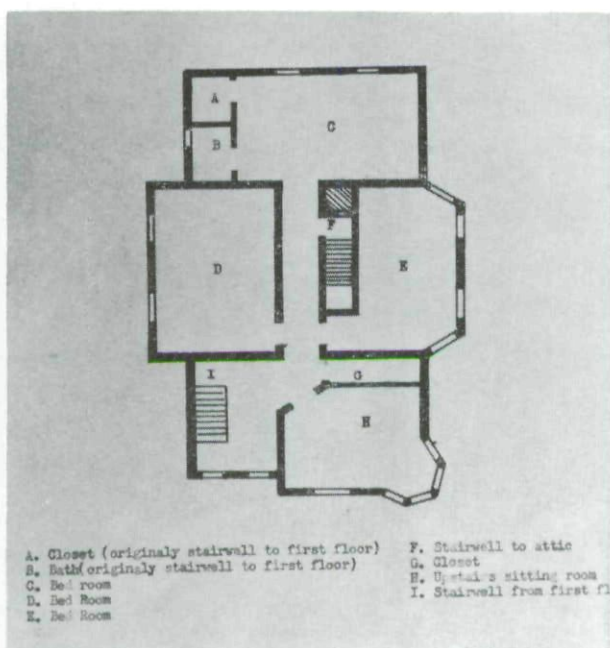 A
C
B
F
D
E
I
G
H
A. Closet (originaly stairwell to first floor)
B. Bath(originaly stairwell to first floor)
C. Bed room
D. Bed Room
E. Bed Room
F. Stairwell to attic
G. Closet
H. Upstairs sitting room
I. Stairwell from first fl